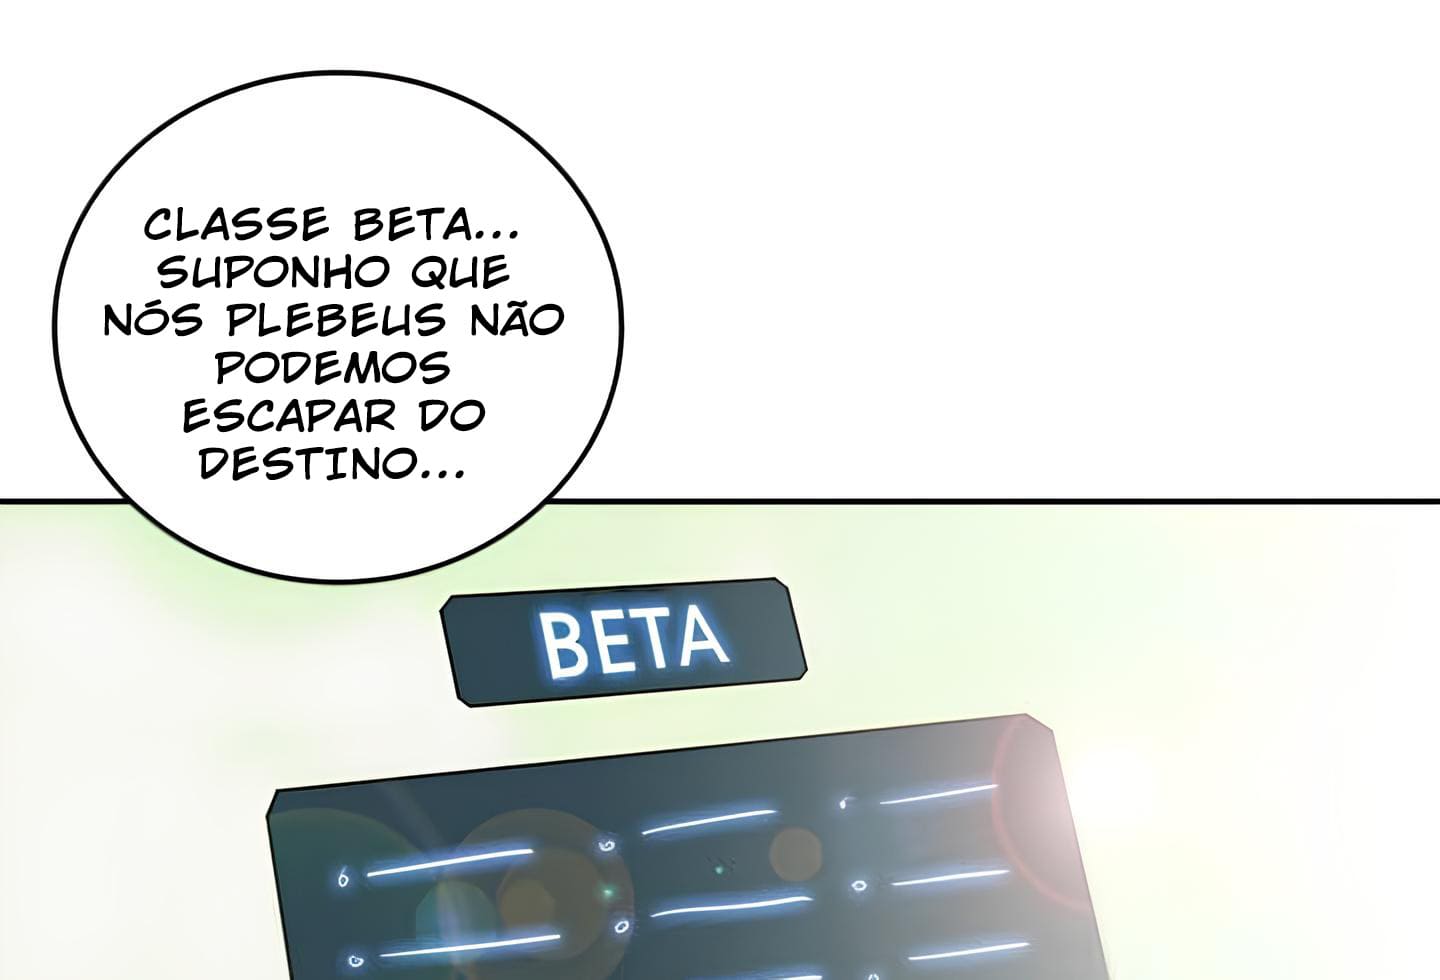 CLASSE BETA...
SUPONHO QUE
NÓS PLEBEUS NÃO
PODEMOS
ESCAPAR DO
DESTINO...
BETA